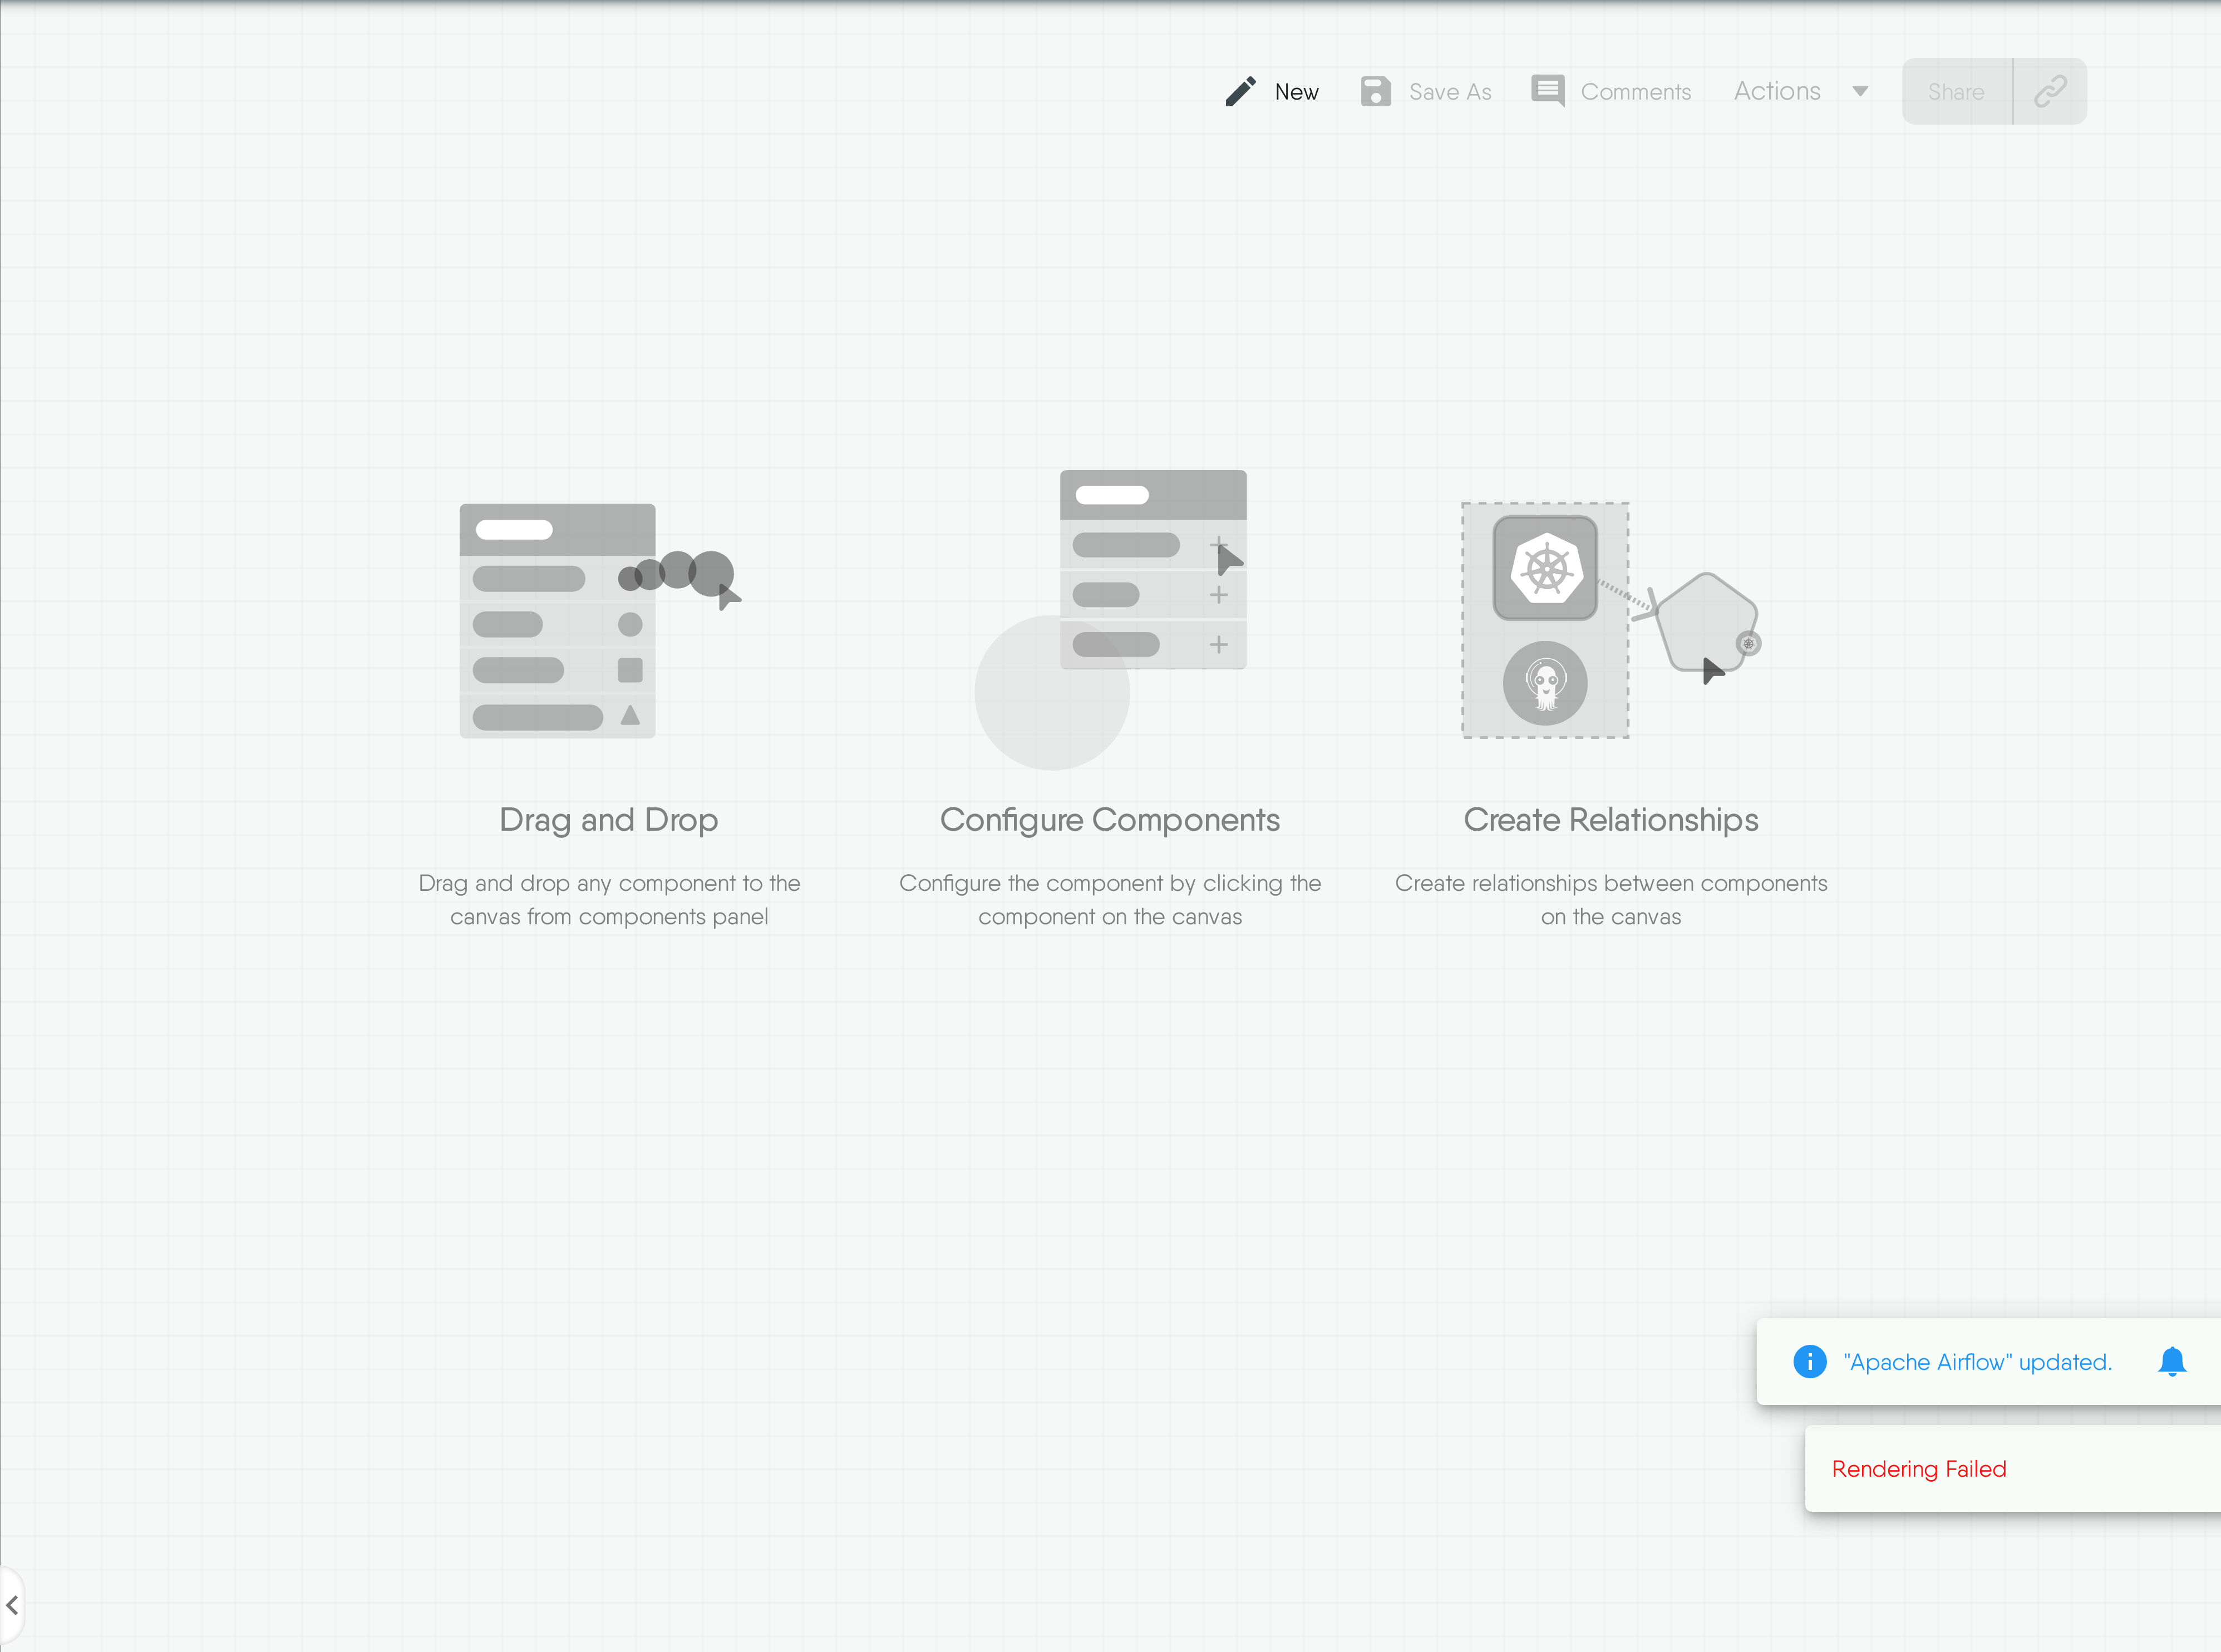 New
Save As
Comments
Actions
Share
Drag and Drop
Drag and drop any component to the
canvas from components panel
Configure Components
Configure the component by clicking the
component on the canvas
Create Relationships
Create relationships between components
on the canvas
"Apache Airflow" updated.
Rendering Failed